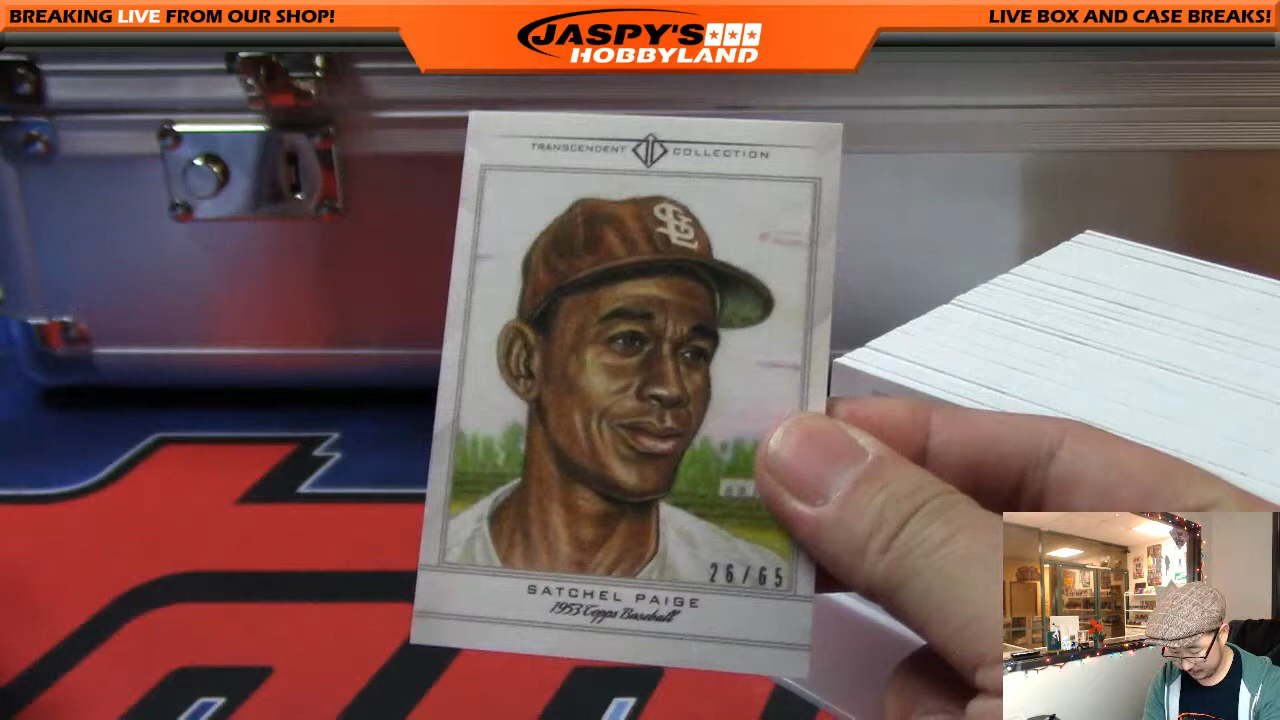 BREAKING LIVE FROM OUR SHOP!
JASPY'S
HOBBYLAND
LIVE BOX AND CASE BREAKS!
TRANSCENDENT COLLECTION
STL
26/65
SATCHEL PAIGE
1953 Topps Baseball